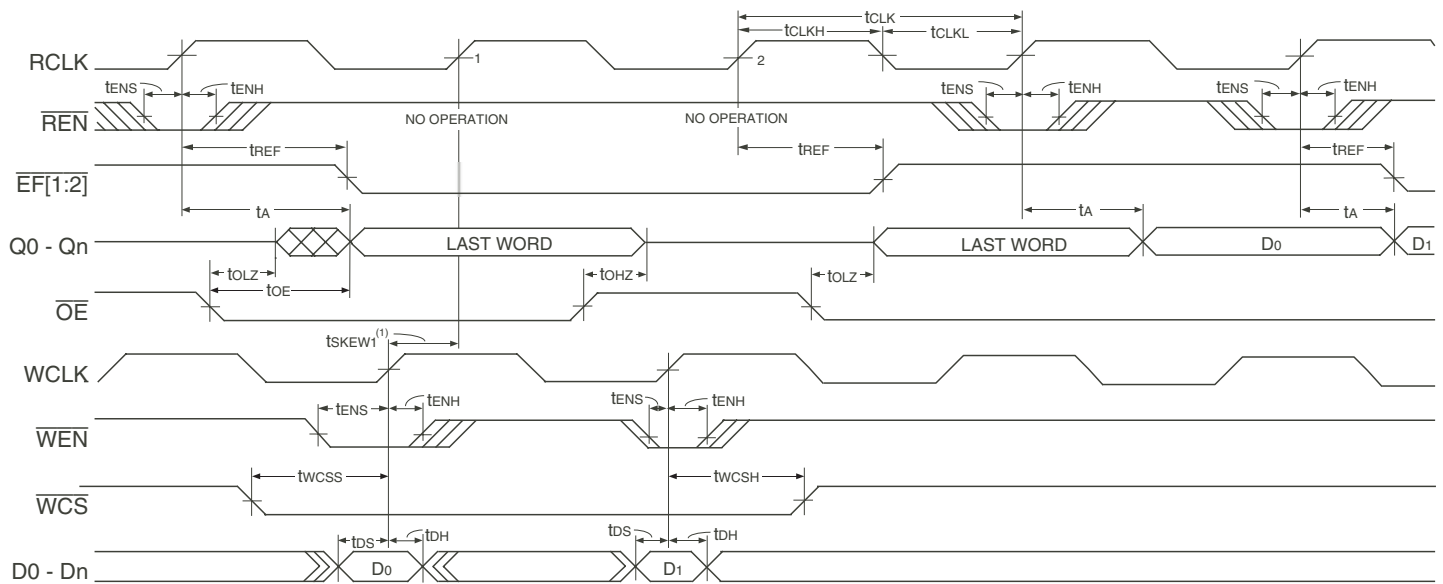 tCLK
tCLKH tCLKL
RCLK 1 2
tENS tENH tENS tENH tENS tENH
REN NO OPERATION NO OPERATION
tREF tREF tREF
EF[1:2]
tA tA tA
Q0 - Qn LAST WORD LAST WORD D0 D1
tOLZ tOHZ tOLZ
tOE
OE
tSKEW1(1)
WCLK
tENS tENH tENS tENH
WEN
tWCSS tWCSH
WCS
tDS tDH tDS tDH
D0 - Dn D0 D1